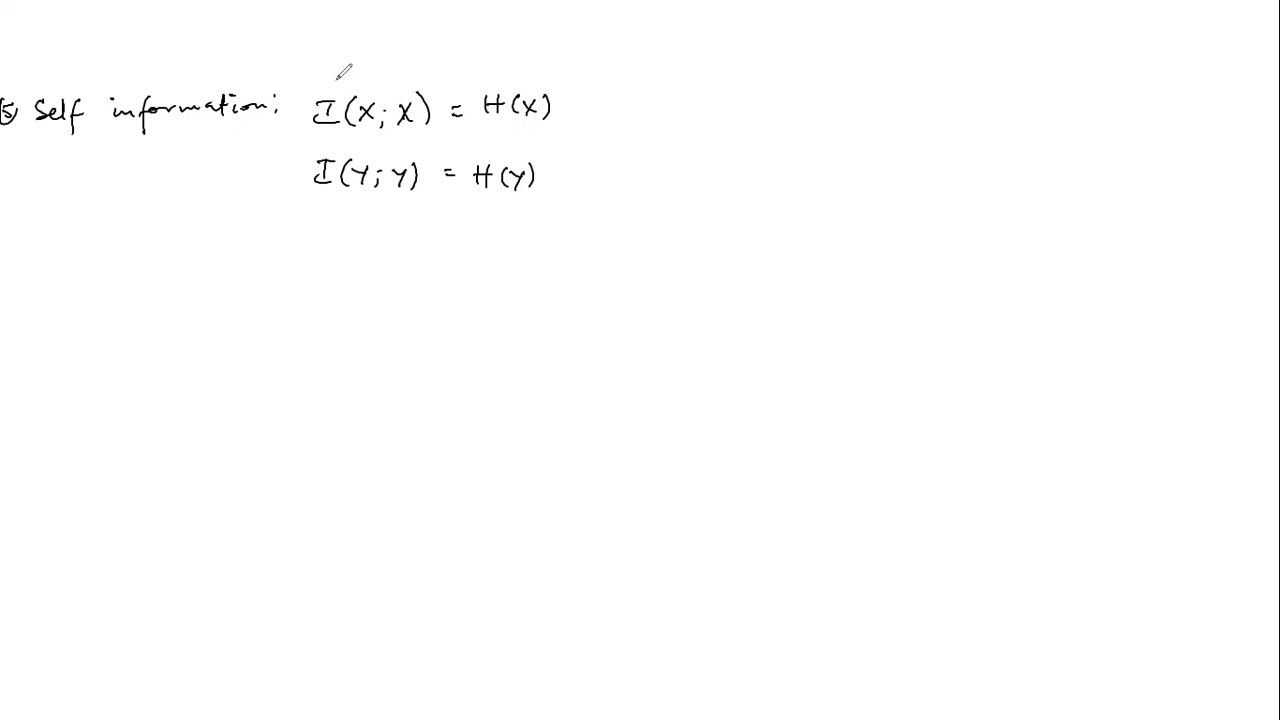 ⑤ Self information: I(X; X) = H(X)
I(Y; Y) = H(Y)